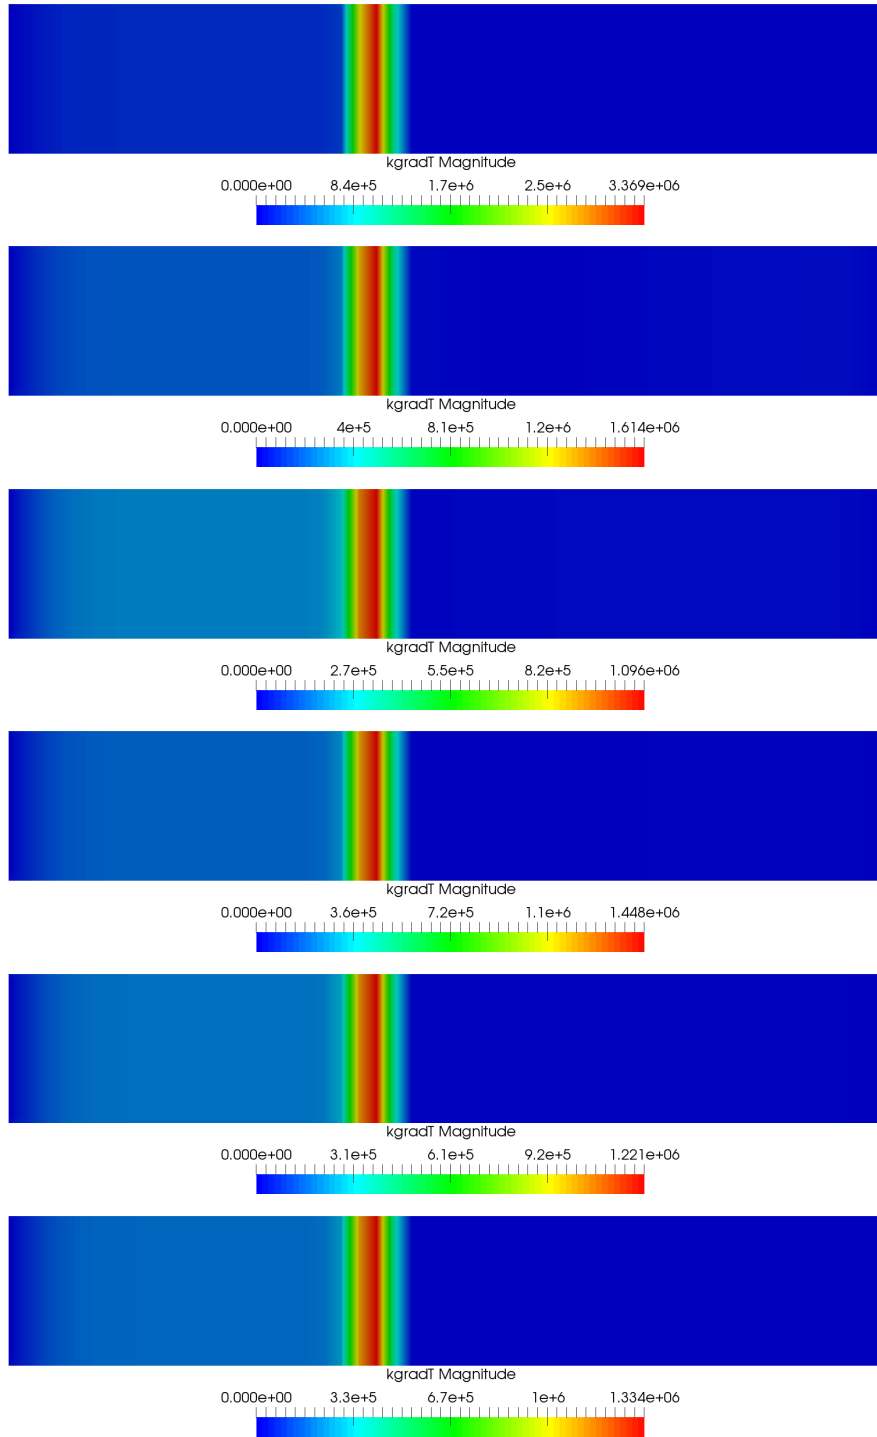 kgradT Magnitude
0.000e+00 8.4e+5 1.7e+6 2.5e+6 3.369e+06
kgradT Magnitude
0.000e+00 4e+5 8.1e+5 1.2e+6 1.614e+06
kgradT Magnitude
0.000e+00 2.7e+5 5.5e+5 8.2e+5 1.096e+06
kgradT Magnitude
0.000e+00 3.6e+5 7.2e+5 1.1e+6 1.448e+06
kgradT Magnitude
0.000e+00 3.1e+5 6.1e+5 9.2e+5 1.221e+06
kgradT Magnitude
0.000e+00 3.3e+5 6.7e+5 1e+6 1.334e+06